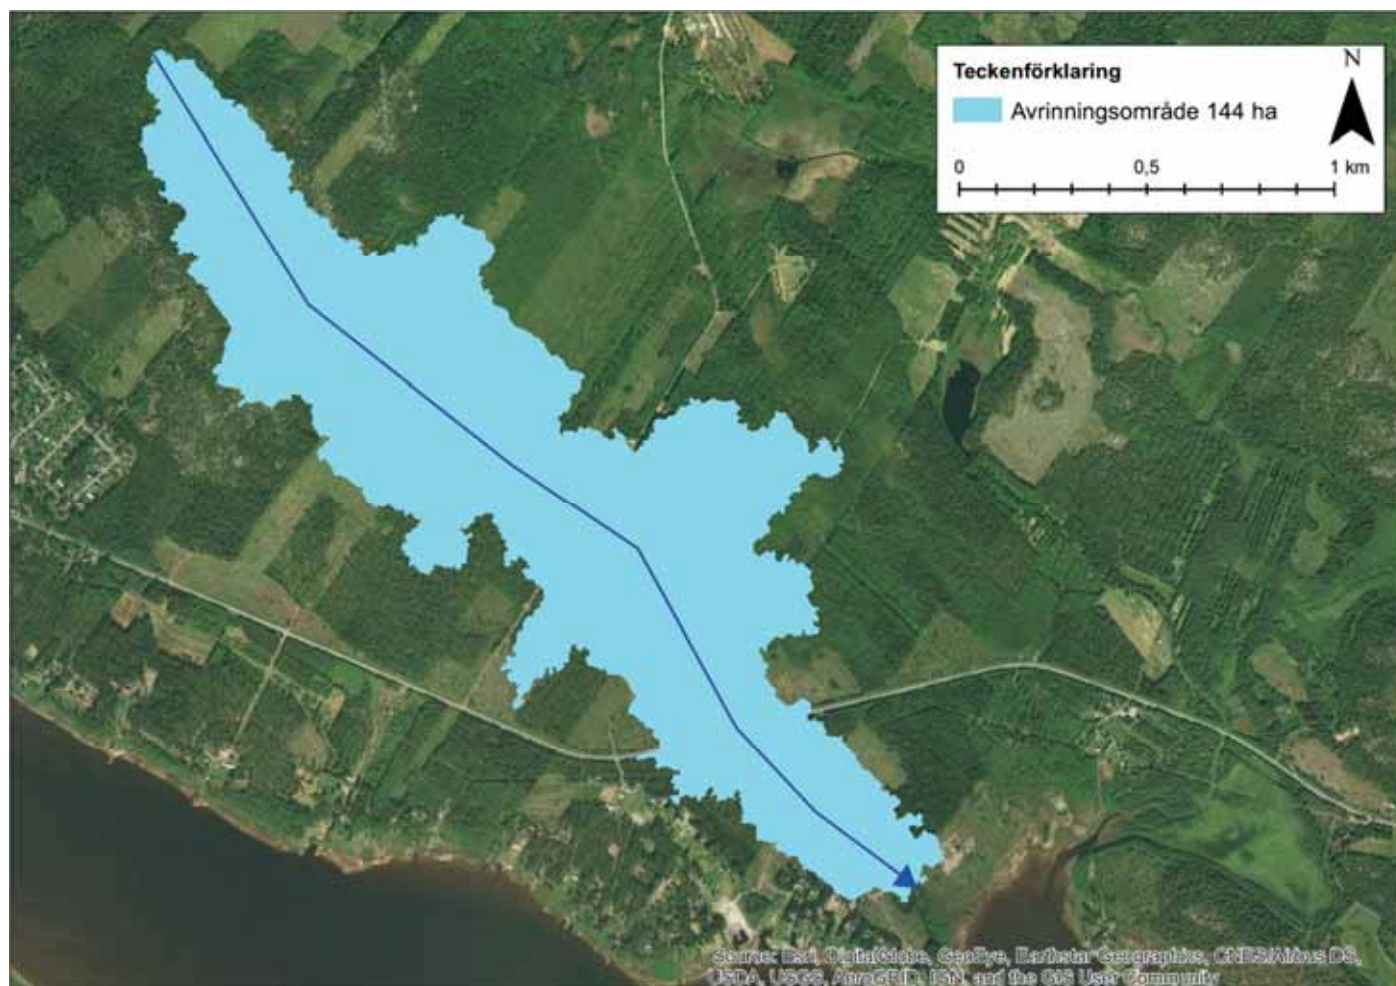 Teckenförklaring
Avrinningsområde 144 ha
N
0 0,5 1 km
Source: Esri, DigitalGlobe, GeoEye, Earthstar Geographics, CNES/Airbus DS,
USDA, USGS, AeroGRID, IGN, and the GIS User Community